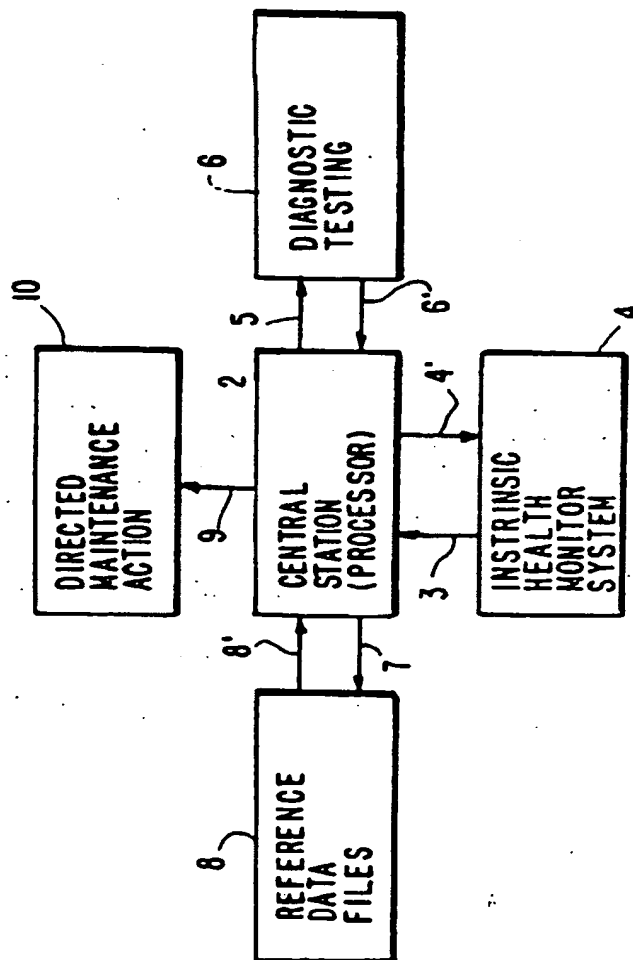 8
REFERENCE
DATA
FILES
7
8'
4
INSTRINSIC
HEALTH
MONITOR
SYSTEM
3
4'
2
CENTRAL
STATION
(PROCESSOR)
9
10
DIRECTED
MAINTENANCE
ACTION
5
6'
6
DIAGNOSTIC
TESTING